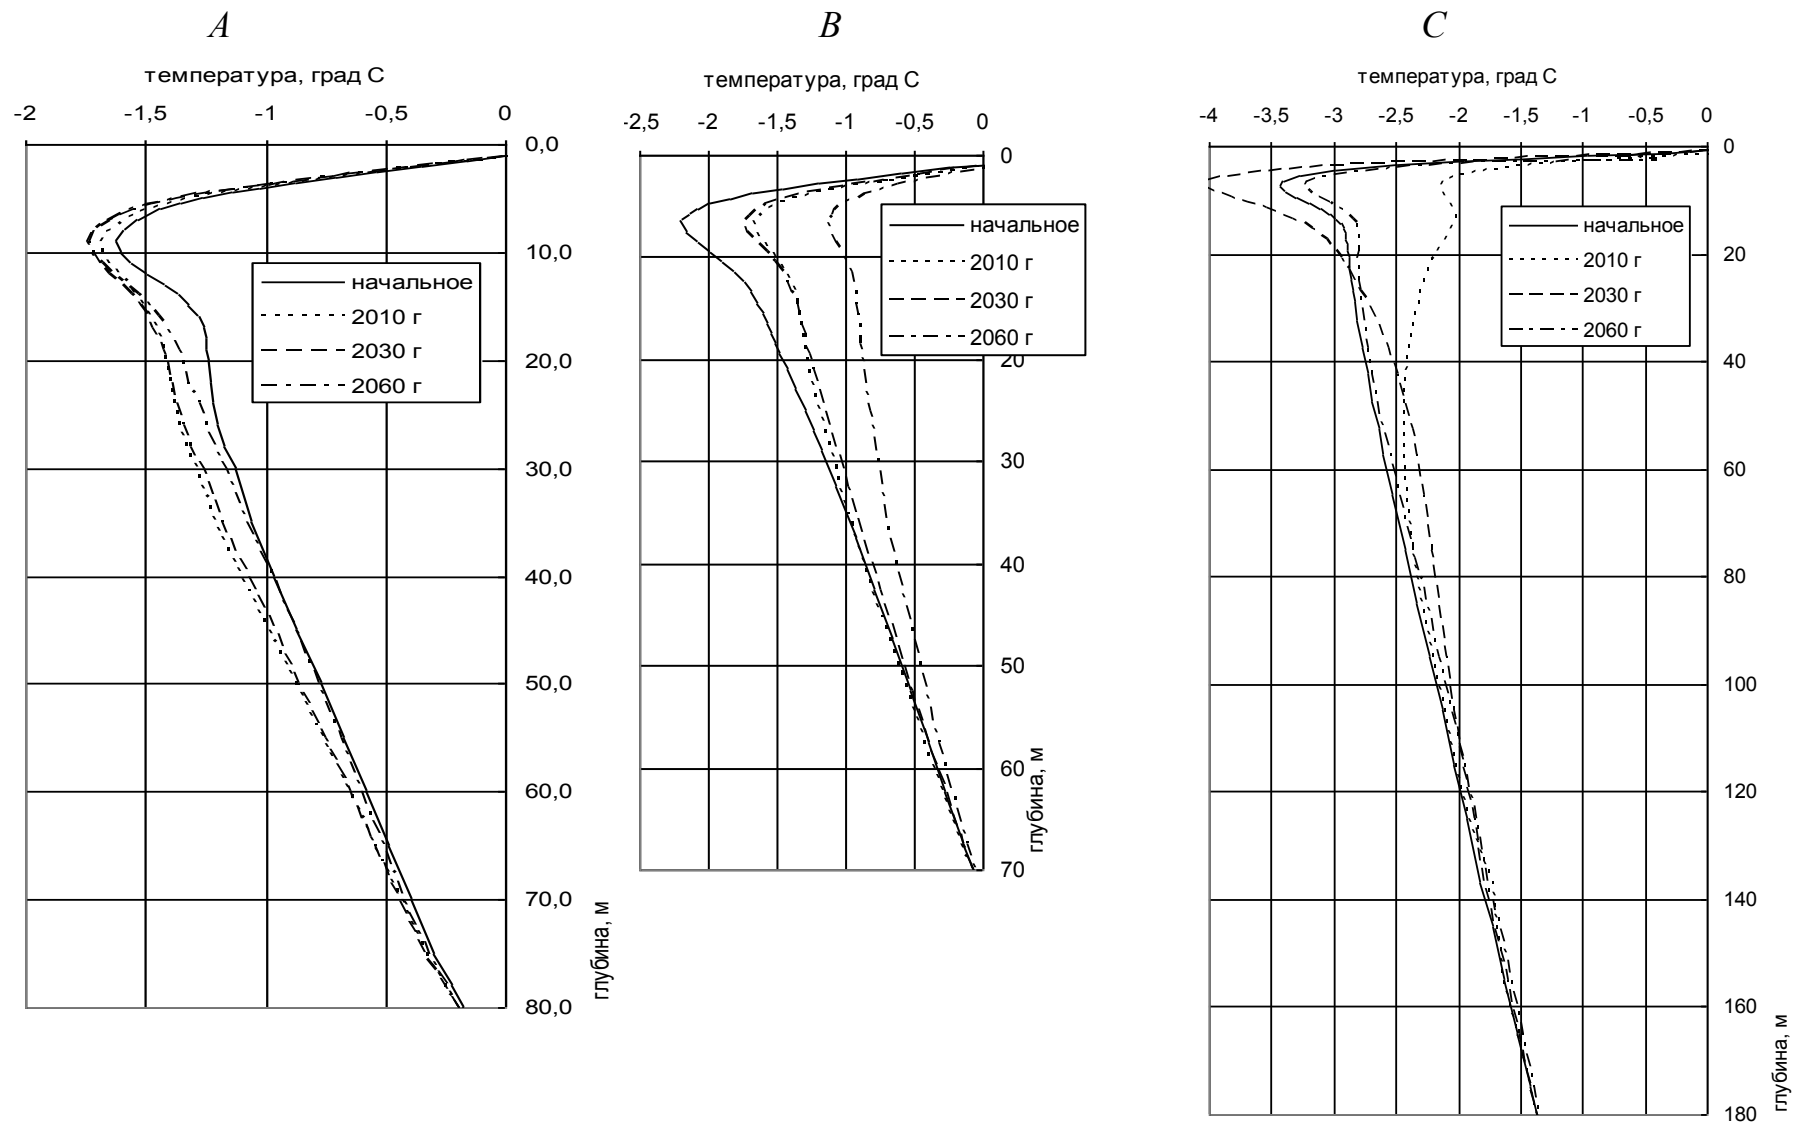 A
температура, град С
-2 -1,5 -1 -0,5 0
0,0
10,0
20,0
30,0
40,0
50,0
60,0
70,0
80,0
глубина, м
начальное
2010 г
2030 г
2060 г
B
температура, град С
-2,5 -2 -1,5 -1 -0,5 0
0
20
30
40
50
60
70
глубина, м
начальное
2010 г
2030 г
2060 г
C
температура, град С
-4 -3,5 -3 -2,5 -2 -1,5 -1 -0,5 0
0
20
40
60
80
100
120
140
160
180
глубина, м
начальное
2010 г
2030 г
2060 г